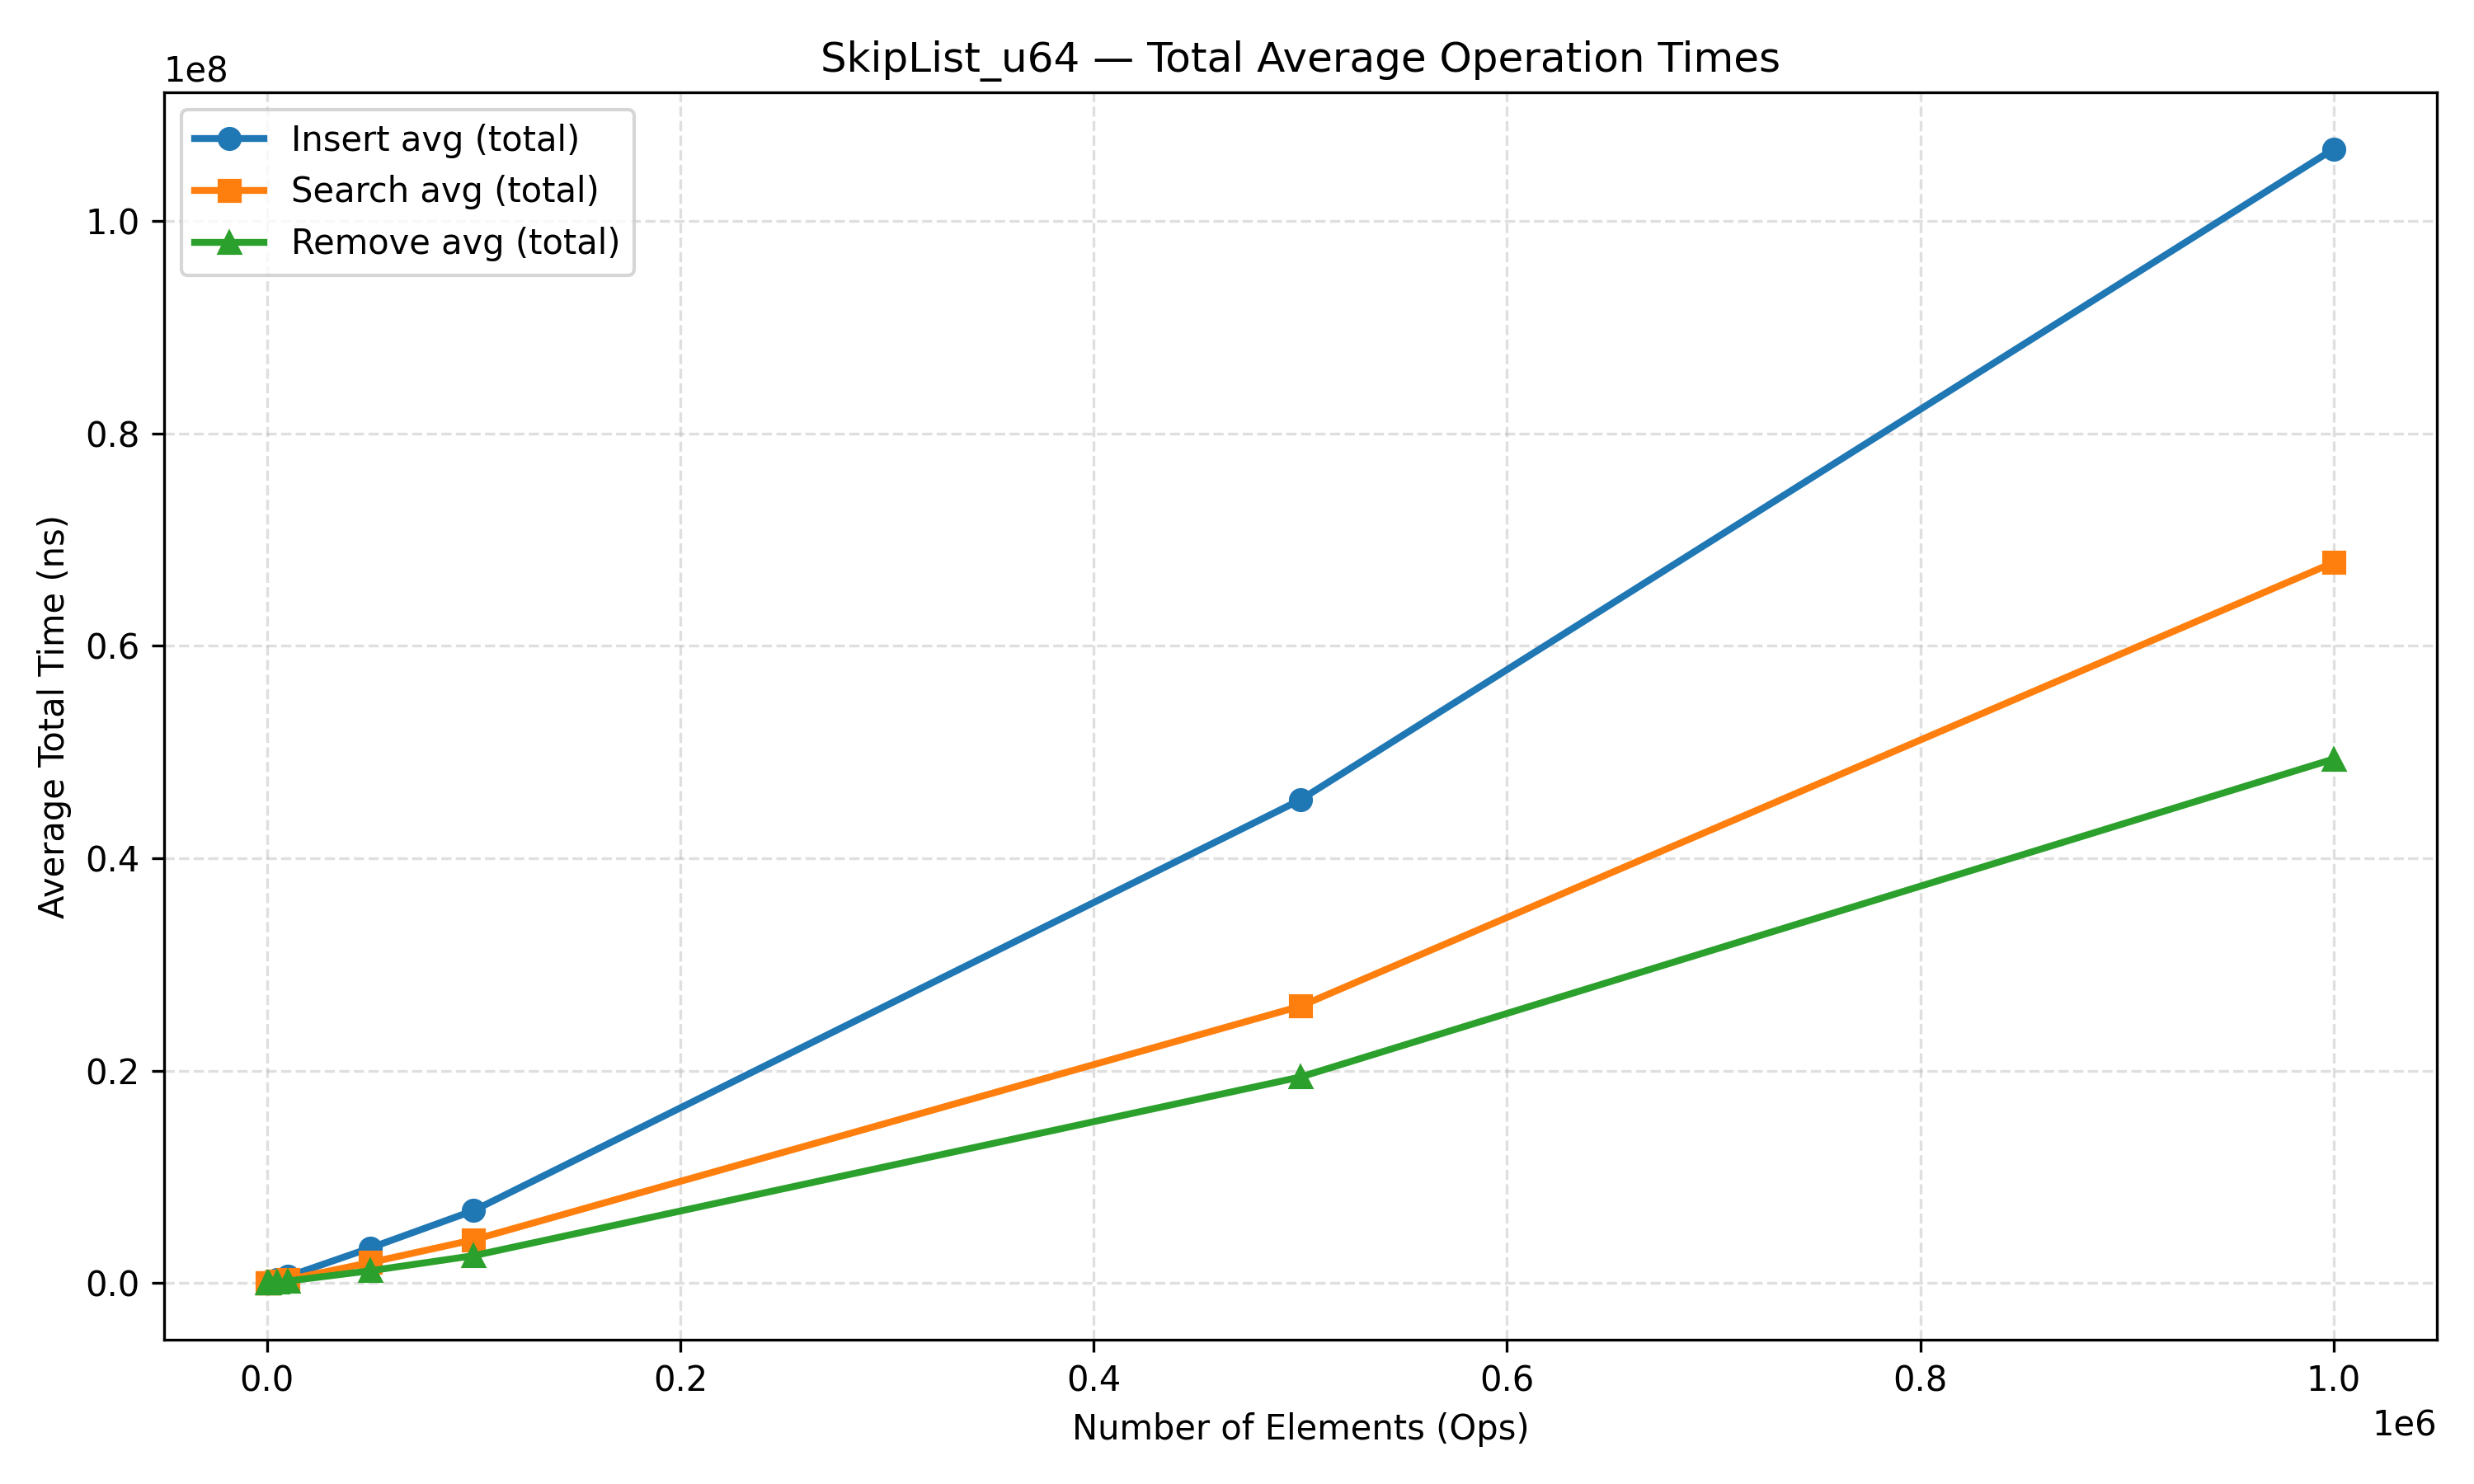 SkipList_u64 — Total Average Operation Times
1e8
Insert avg (total)
Search avg (total)
Remove avg (total)
Average Total Time (ns)
1.0
0.8
0.6
0.4
0.2
0.0
0.0 0.2 0.4 0.6 0.8 1.0
Number of Elements (Ops)
1e6